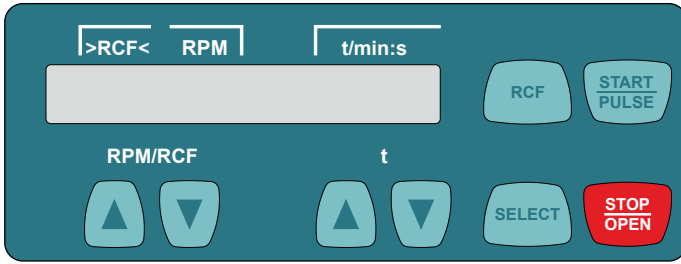 >RCF< RPM t/min:s
RCF
START
PULSE
RPM/RCF t
SELECT
STOP
OPEN